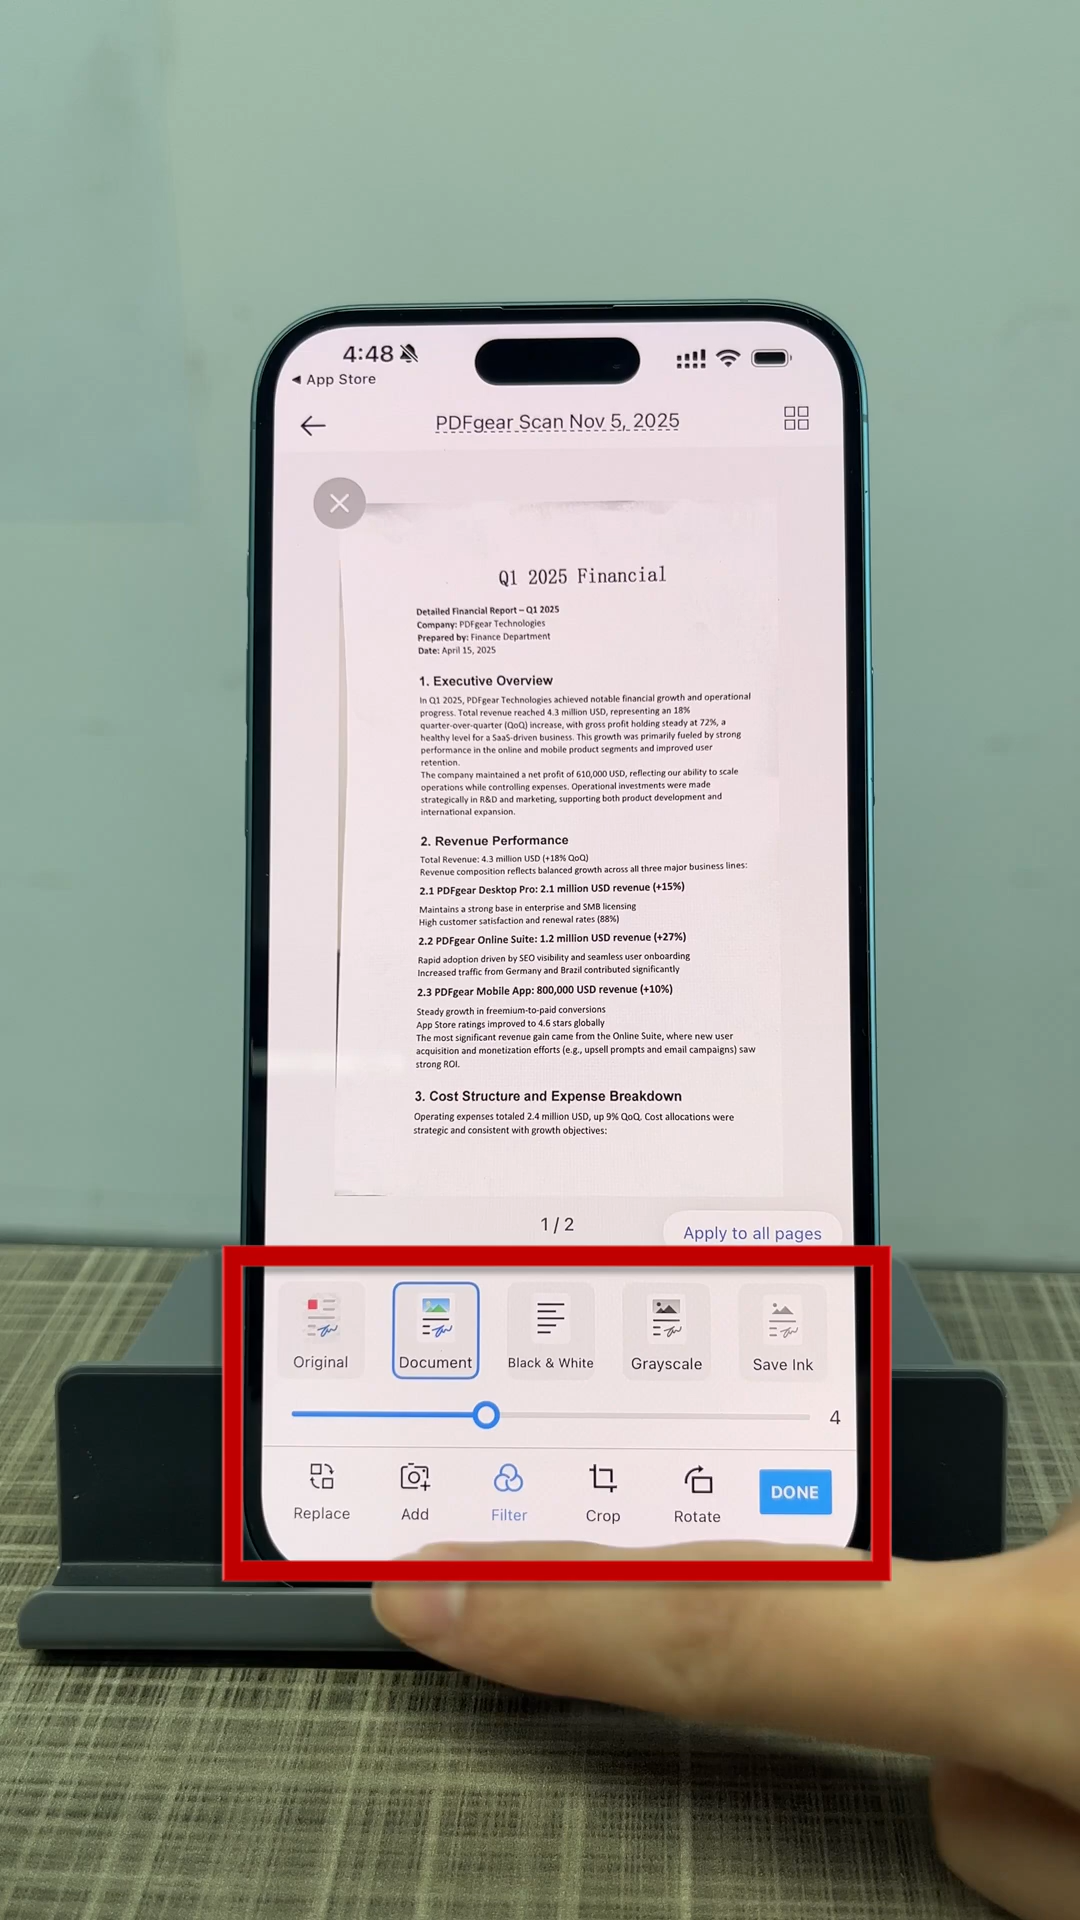 4:48
◀ App Store
PDFgear Scan Nov 5, 2025
Q1 2025 Financial
Detailed Financial Report – Q1 2025
Company: PDFgear Technologies
Prepared by: Finance Department
Date: April 15, 2025
1. Executive Overview
In Q1 2025, PDFgear Technologies achieved notable financial growth and operational
progress. Total revenue reached 4.3 million USD, representing an 18%
quarter-over-quarter (QoQ) increase, with gross profit holding steady at 72%, a
healthy level for a SaaS-driven business. This growth was primarily fueled by strong
performance in the online and mobile product segments and improved user
retention.
The company maintained a net profit of 610,000 USD, reflecting our ability to scale
operations while controlling expenses. Operational investments were made
strategically in R&D and marketing, supporting both product development and
international expansion.
2. Revenue Performance
Total Revenue: 4.3 million USD (+18% QoQ)
Revenue composition reflects balanced growth across all three major business lines:
2.1 PDFgear Desktop Pro: 2.1 million USD revenue (+15%)
Maintains a strong base in enterprise and SMB licensing
High customer satisfaction and renewal rates (88%)
2.2 PDFgear Online Suite: 1.2 million USD revenue (+27%)
Rapid adoption driven by SEO visibility and seamless user onboarding
Increased traffic from Germany and Brazil contributed significantly
2.3 PDFgear Mobile App: 800,000 USD revenue (+10%)
Steady growth in freemium-to-paid conversions
App Store ratings improved to 4.6 stars globally
The most significant revenue gain came from the Online Suite, where new user
acquisition and monetization efforts (e.g., upsell prompts and email campaigns) saw
strong ROI.
3. Cost Structure and Expense Breakdown
Operating expenses totaled 2.4 million USD, up 9% QoQ. Cost allocations were
strategic and consistent with growth objectives:
1 / 2
Apply to all pages
Original
Document
Black & White
Grayscale
Save Ink
4
Replace
Add
Filter
Crop
Rotate
DONE